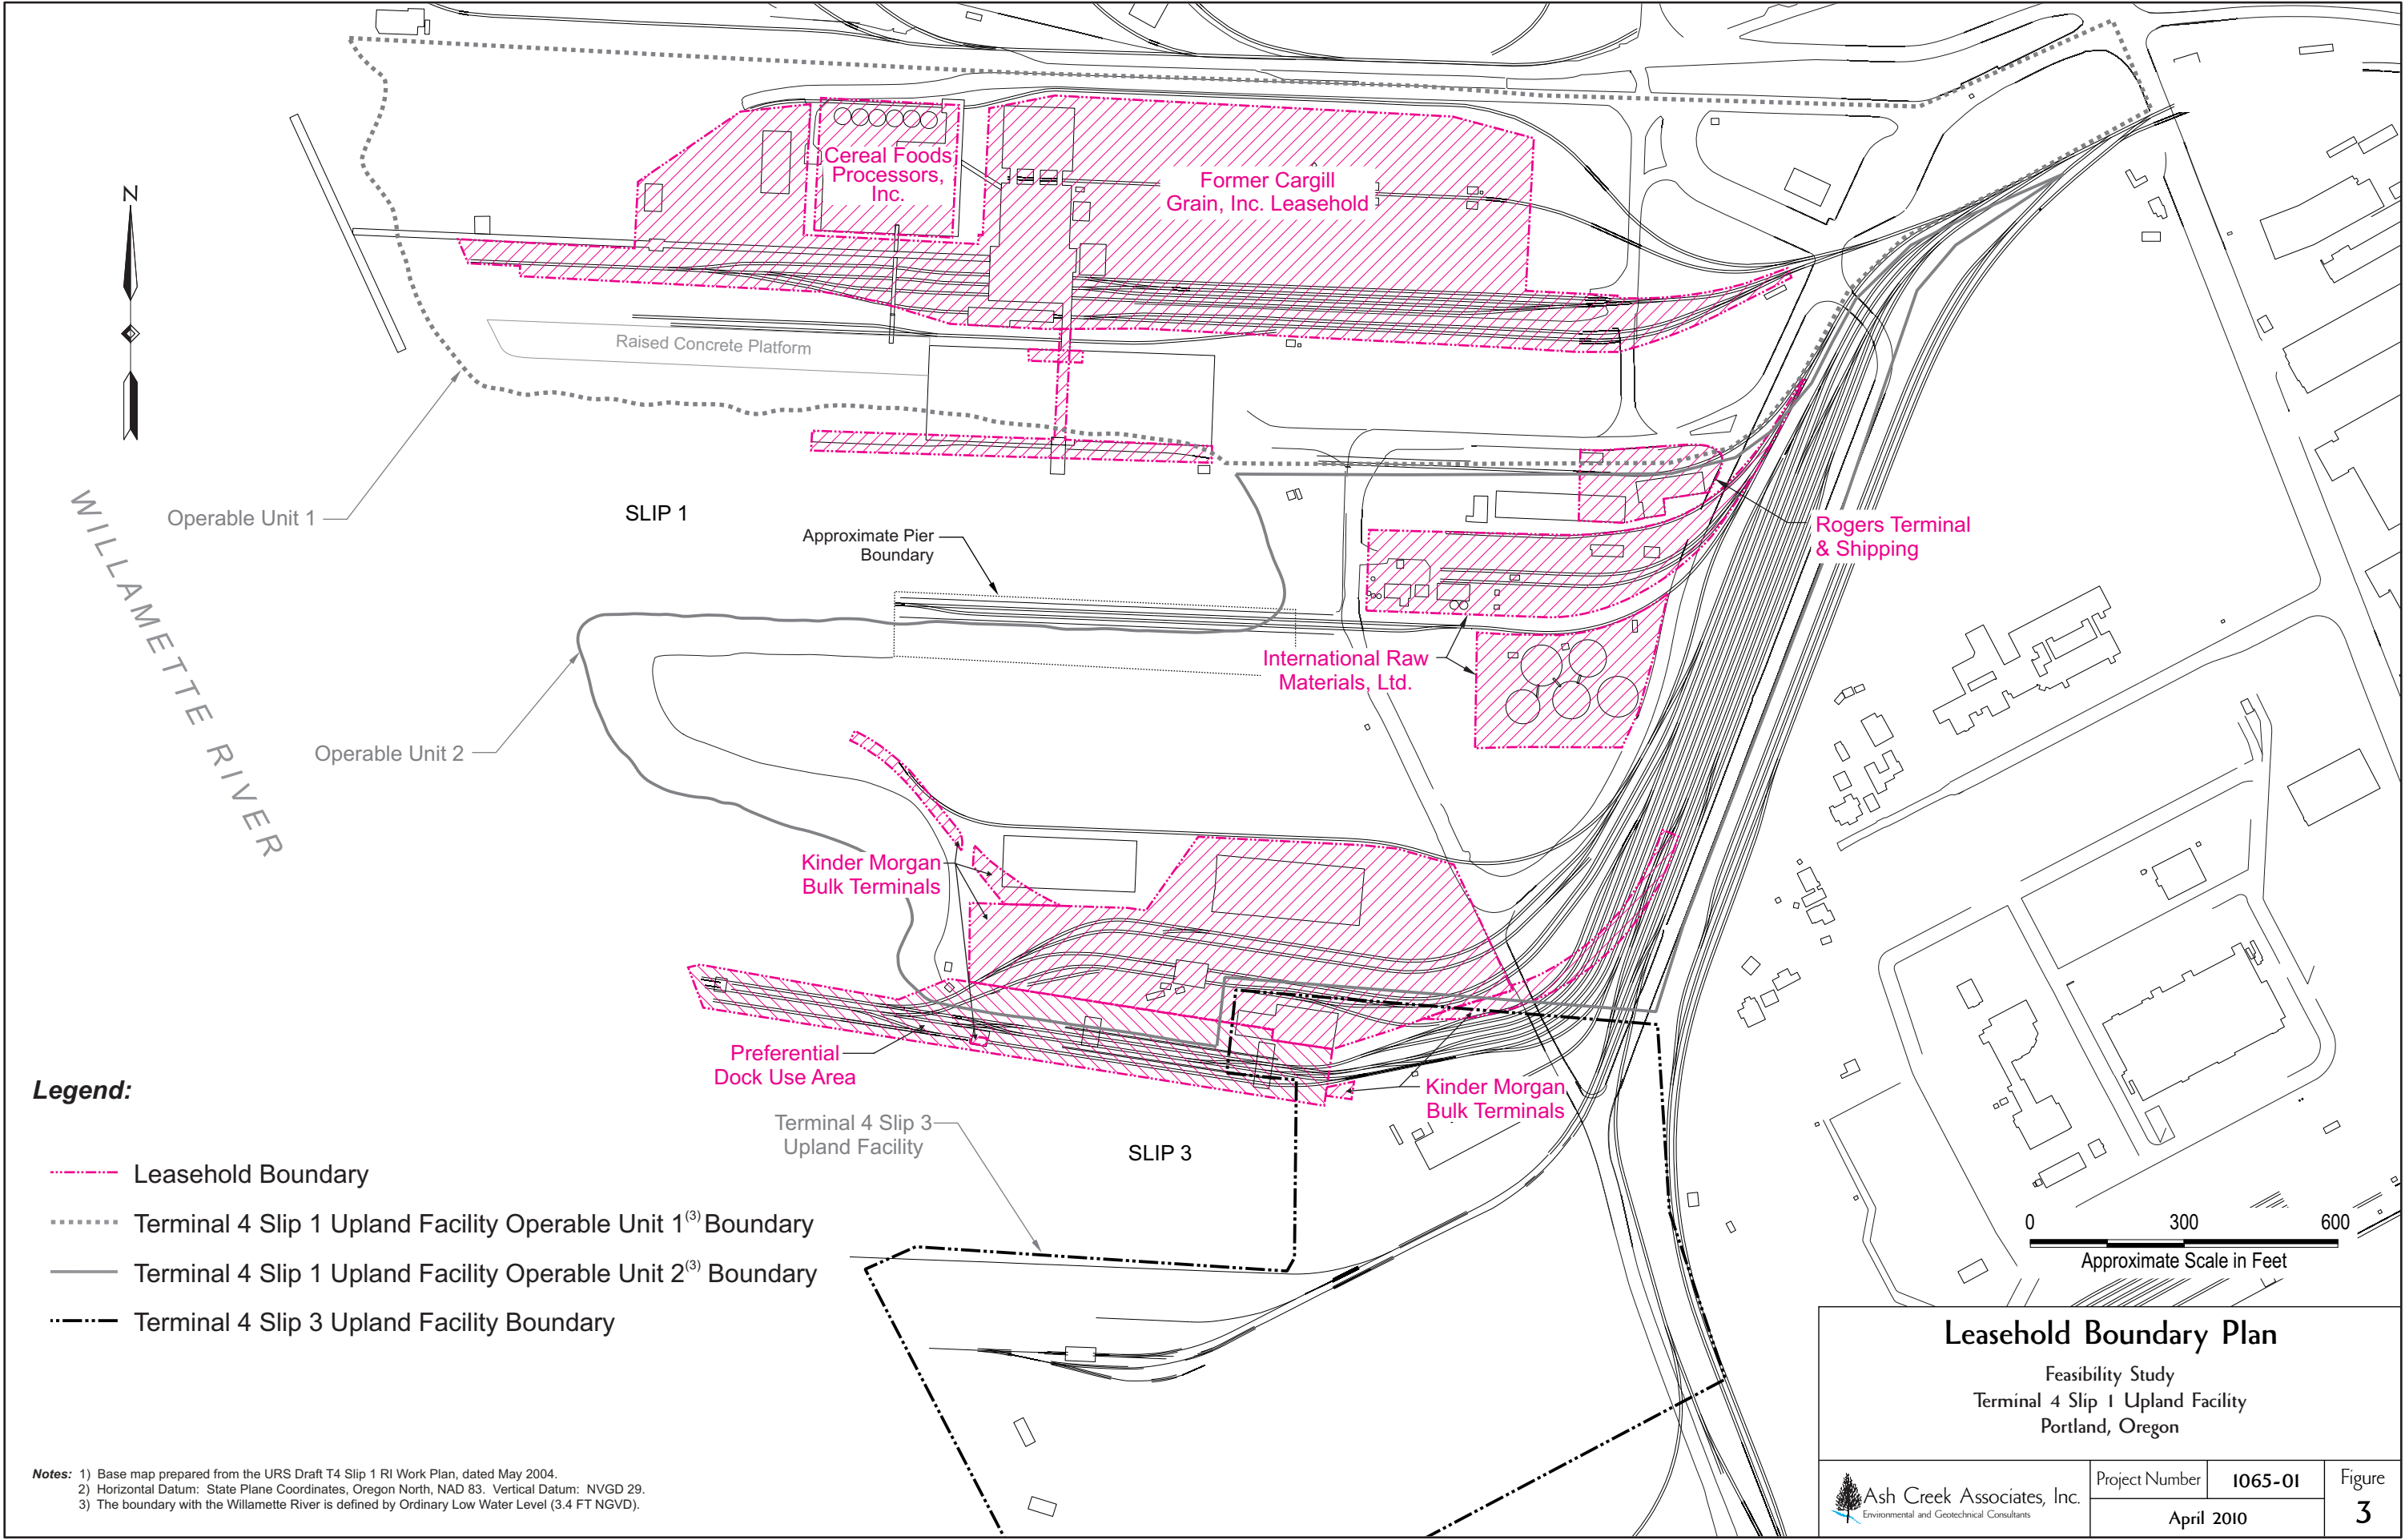 Cereal Foods
Processors,
Inc.
Former Cargill
Grain, Inc. Leasehold
N
Raised Concrete Platform
Operable Unit 1
SLIP 1
Approximate Pier
Boundary
Rogers Terminal
& Shipping
WILLAMETTE RIVER
International Raw
Materials, Ltd.
Operable Unit 2
Kinder Morgan
Bulk Terminals
Preferential
Dock Use Area
Kinder Morgan
Bulk Terminals
Terminal 4 Slip 3
Upland Facility
SLIP 3
Legend:
Leasehold Boundary
Terminal 4 Slip 1 Upland Facility Operable Unit 1(3) Boundary
Terminal 4 Slip 1 Upland Facility Operable Unit 2(3) Boundary
Terminal 4 Slip 3 Upland Facility Boundary
0 300 600
Approximate Scale in Feet
Notes: 1) Base map prepared from the URS Draft T4 Slip 1 RI Work Plan, dated May 2004.
2) Horizontal Datum: State Plane Coordinates, Oregon North, NAD 83. Vertical Datum: NVGD 29.
3) The boundary with the Willamette River is defined by Ordinary Low Water Level (3.4 FT NGVD).
Leasehold Boundary Plan
Feasibility Study
Terminal 4 Slip 1 Upland Facility
Portland, Oregon
Ash Creek Associates, Inc.
Environmental and Geotechnical Consultants
Project Number 1065-01
April 2010
Figure
3